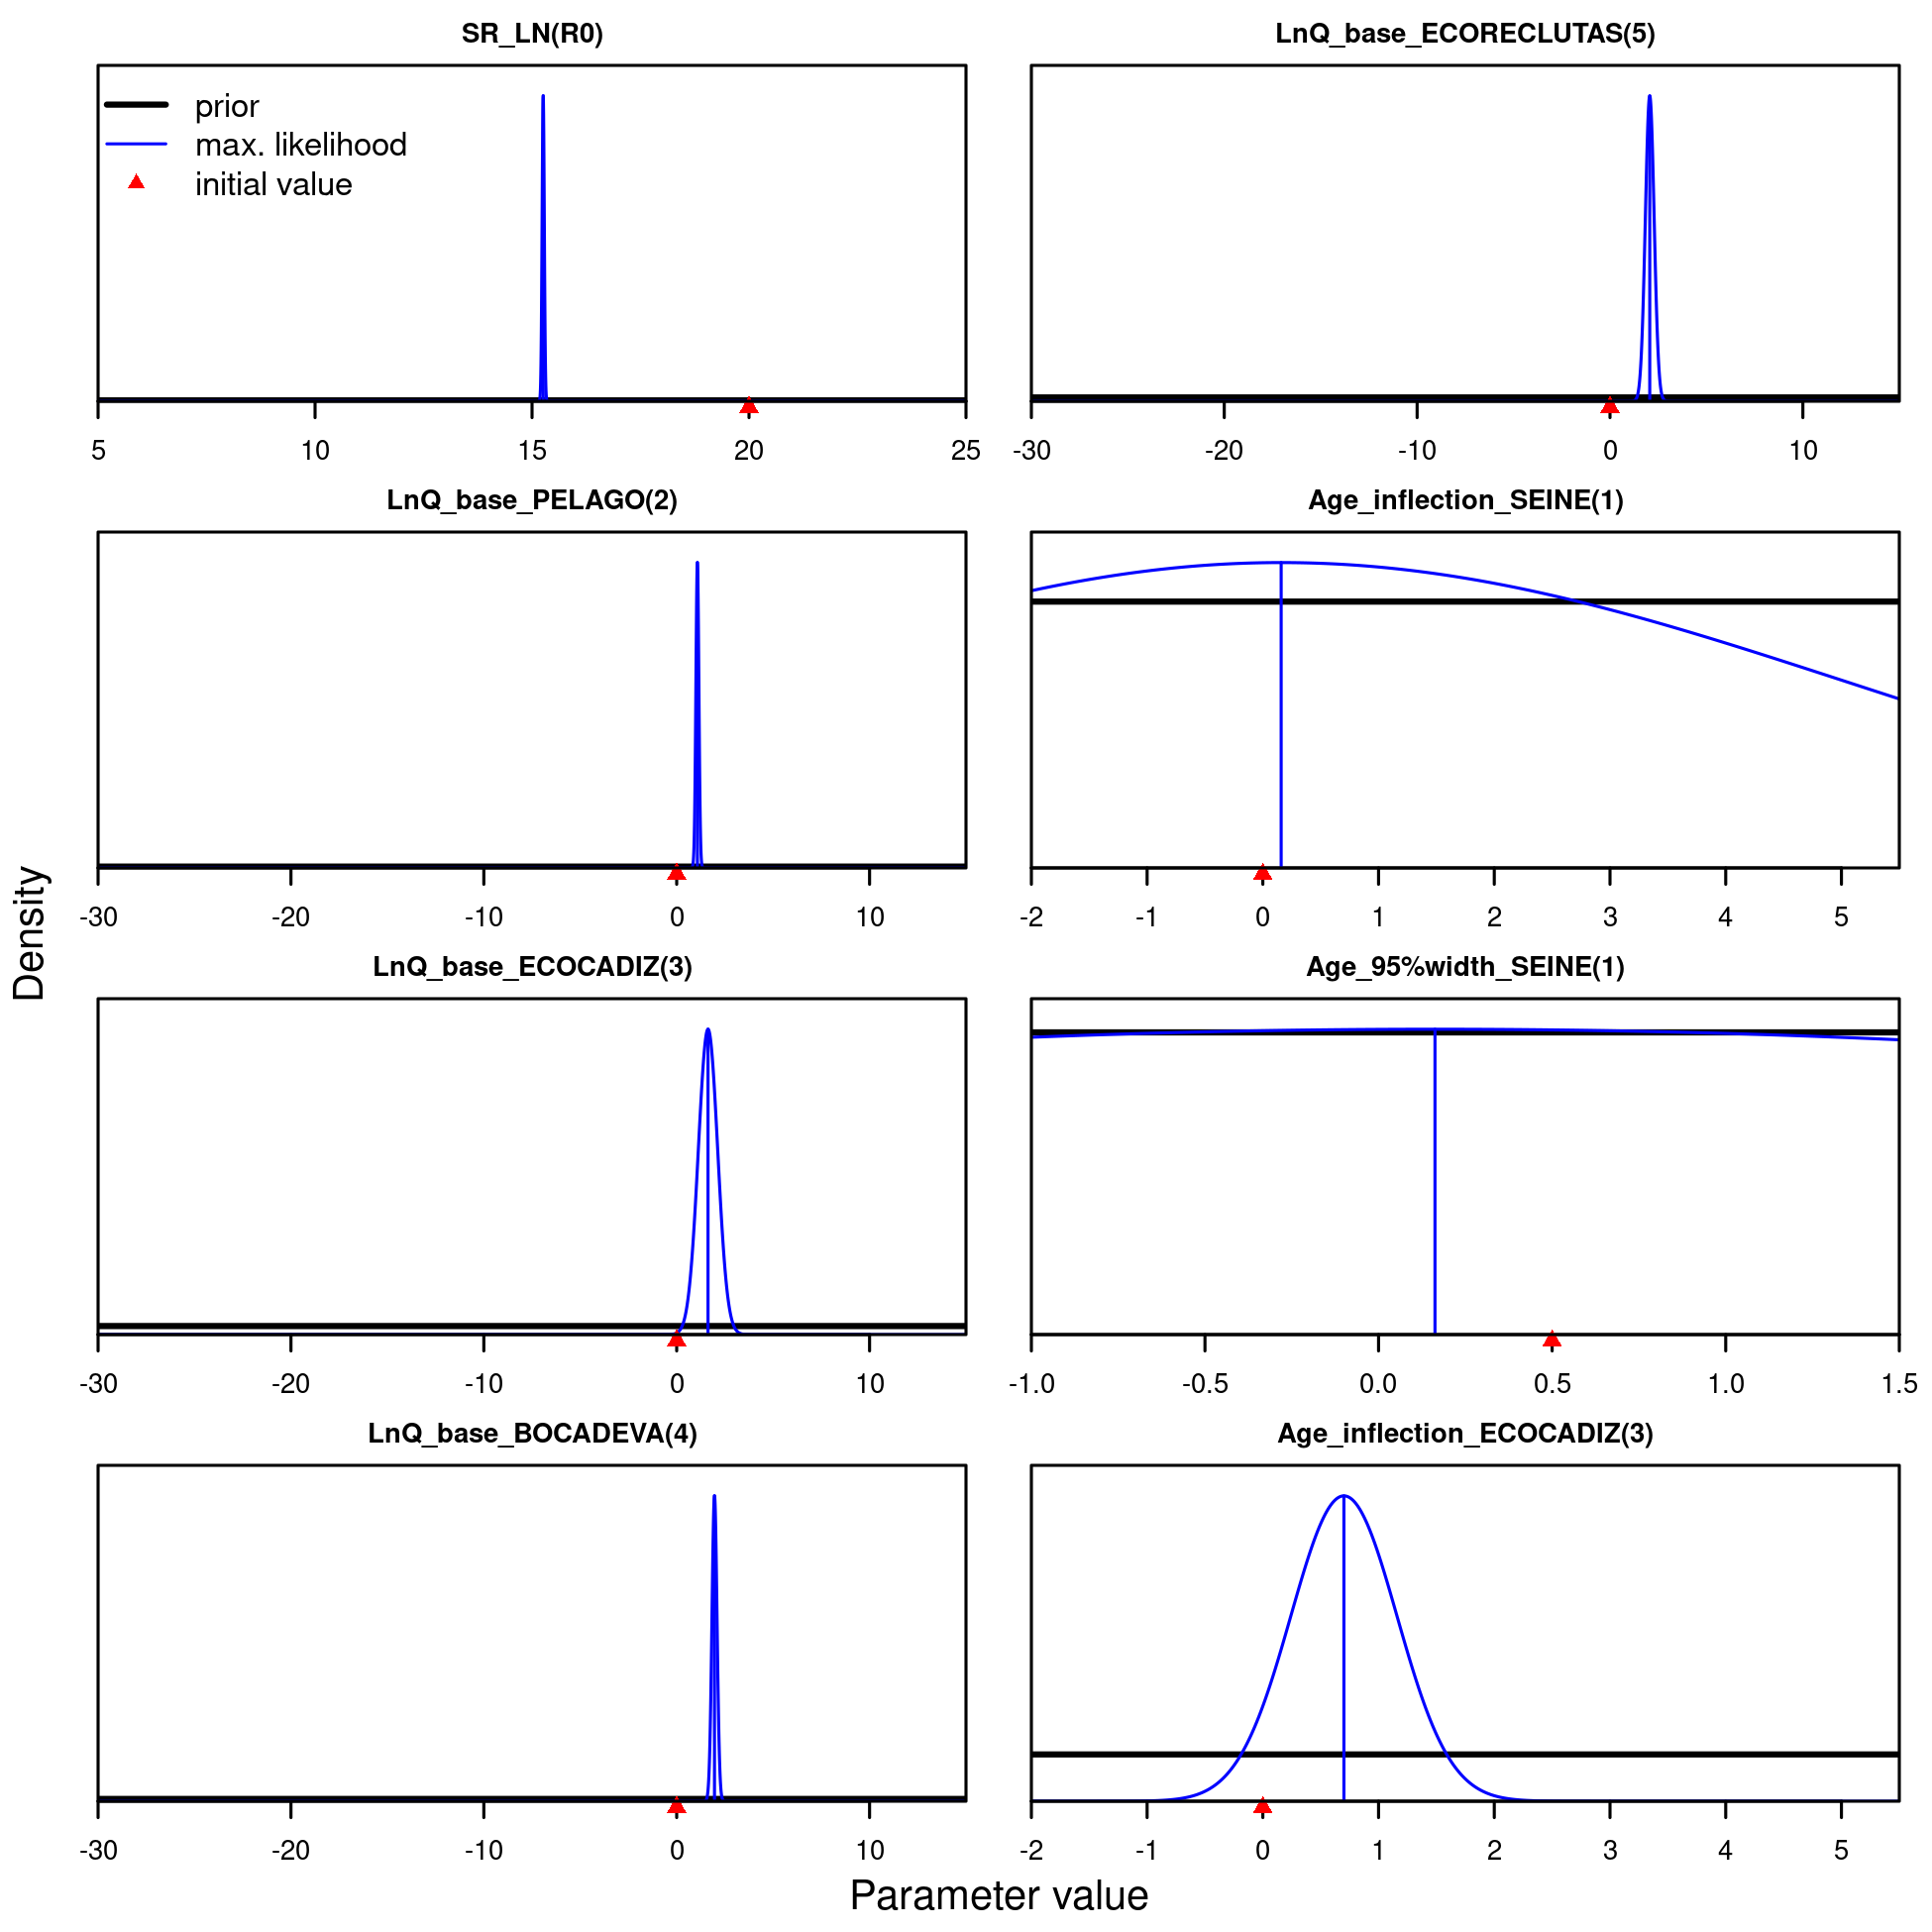 SR_LN(R0)
prior
max. likelihood
initial value
5 10 15 20 25
LnQ_base_ECORECLUTAS(5)
-30 -20 -10 0 10
LnQ_base_PELAGO(2)
-30 -20 -10 0 10
Age_inflection_SEINE(1)
-2 -1 0 1 2 3 4 5
LnQ_base_ECOCADIZ(3)
-30 -20 -10 0 10
Age_95%width_SEINE(1)
-1.0 -0.5 0.0 0.5 1.0 1.5
LnQ_base_BOCADEVA(4)
-30 -20 -10 0 10
Age_inflection_ECOCADIZ(3)
-2 -1 0 1 2 3 4 5
Density
Parameter value